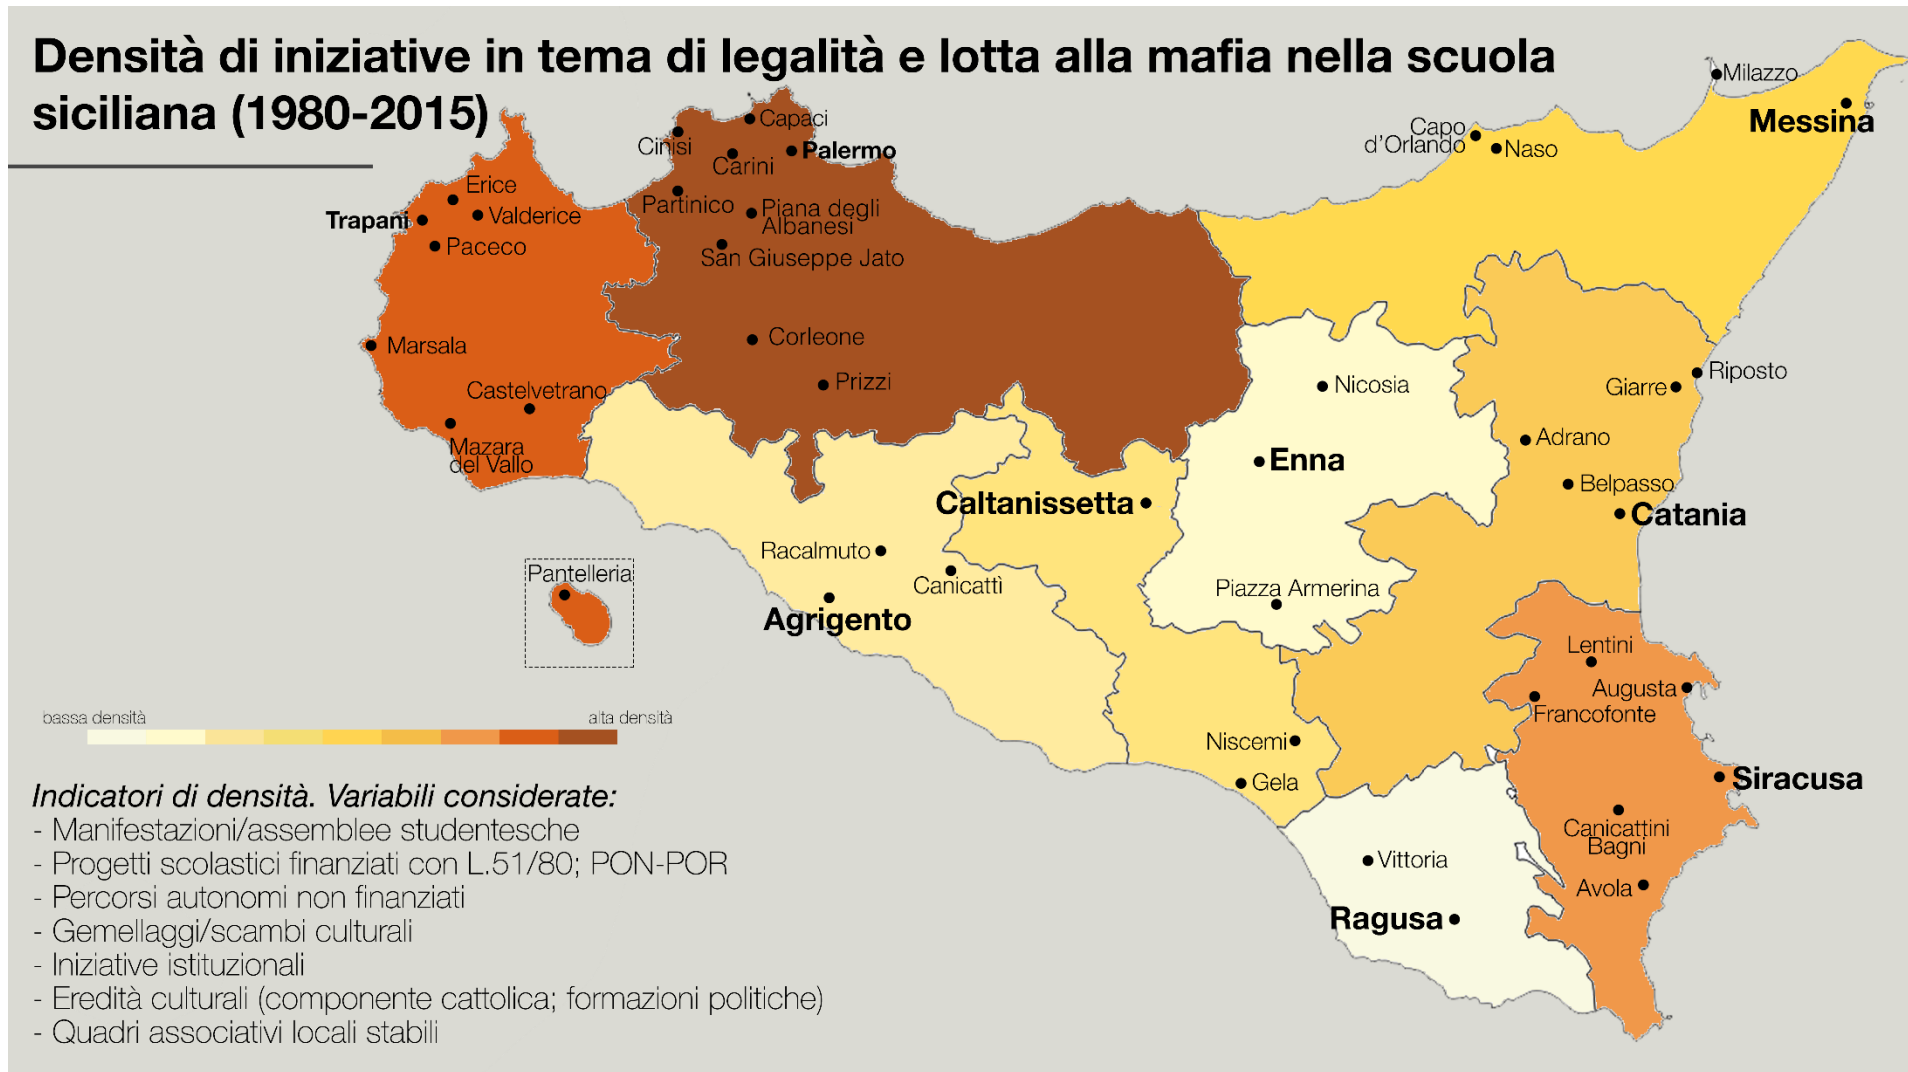 Densità di iniziative in tema di legalità e lotta alla mafia nella scuola
siciliana (1980-2015)
Milazzo
Messina
Capo
d'Orlando
Naso
Capaci
Cinisi
Carini
Palermo
Partinico
Piana degli
Albanesi
San Giuseppe Jato
Corleone
Prizzi
Erice
Trapani
Valderice
Paceco
Marsala
Castelvetrano
Mazara
del Vallo
Nicosia
Enna
Piazza Armerina
Riposto
Giarre
Adrano
Belpasso
Catania
Caltanissetta
Racalmuto
Canicattì
Agrigento
Pantelleria
Niscemi
Gela
Lentini
Augusta
Francofonte
Siracusa
Canicattini
Bagni
Avola
Vittoria
Ragusa
bassa densità
alta densità
Indicatori di densità. Variabili considerate:
- Manifestazioni/assemblee studentesche
- Progetti scolastici finanziati con L.51/80; PON-POR
- Percorsi autonomi non finanziati
- Gemellaggi/scambi culturali
- Iniziative istituzionali
- Eredità culturali (componente cattolica; formazioni politiche)
- Quadri associativi locali stabili